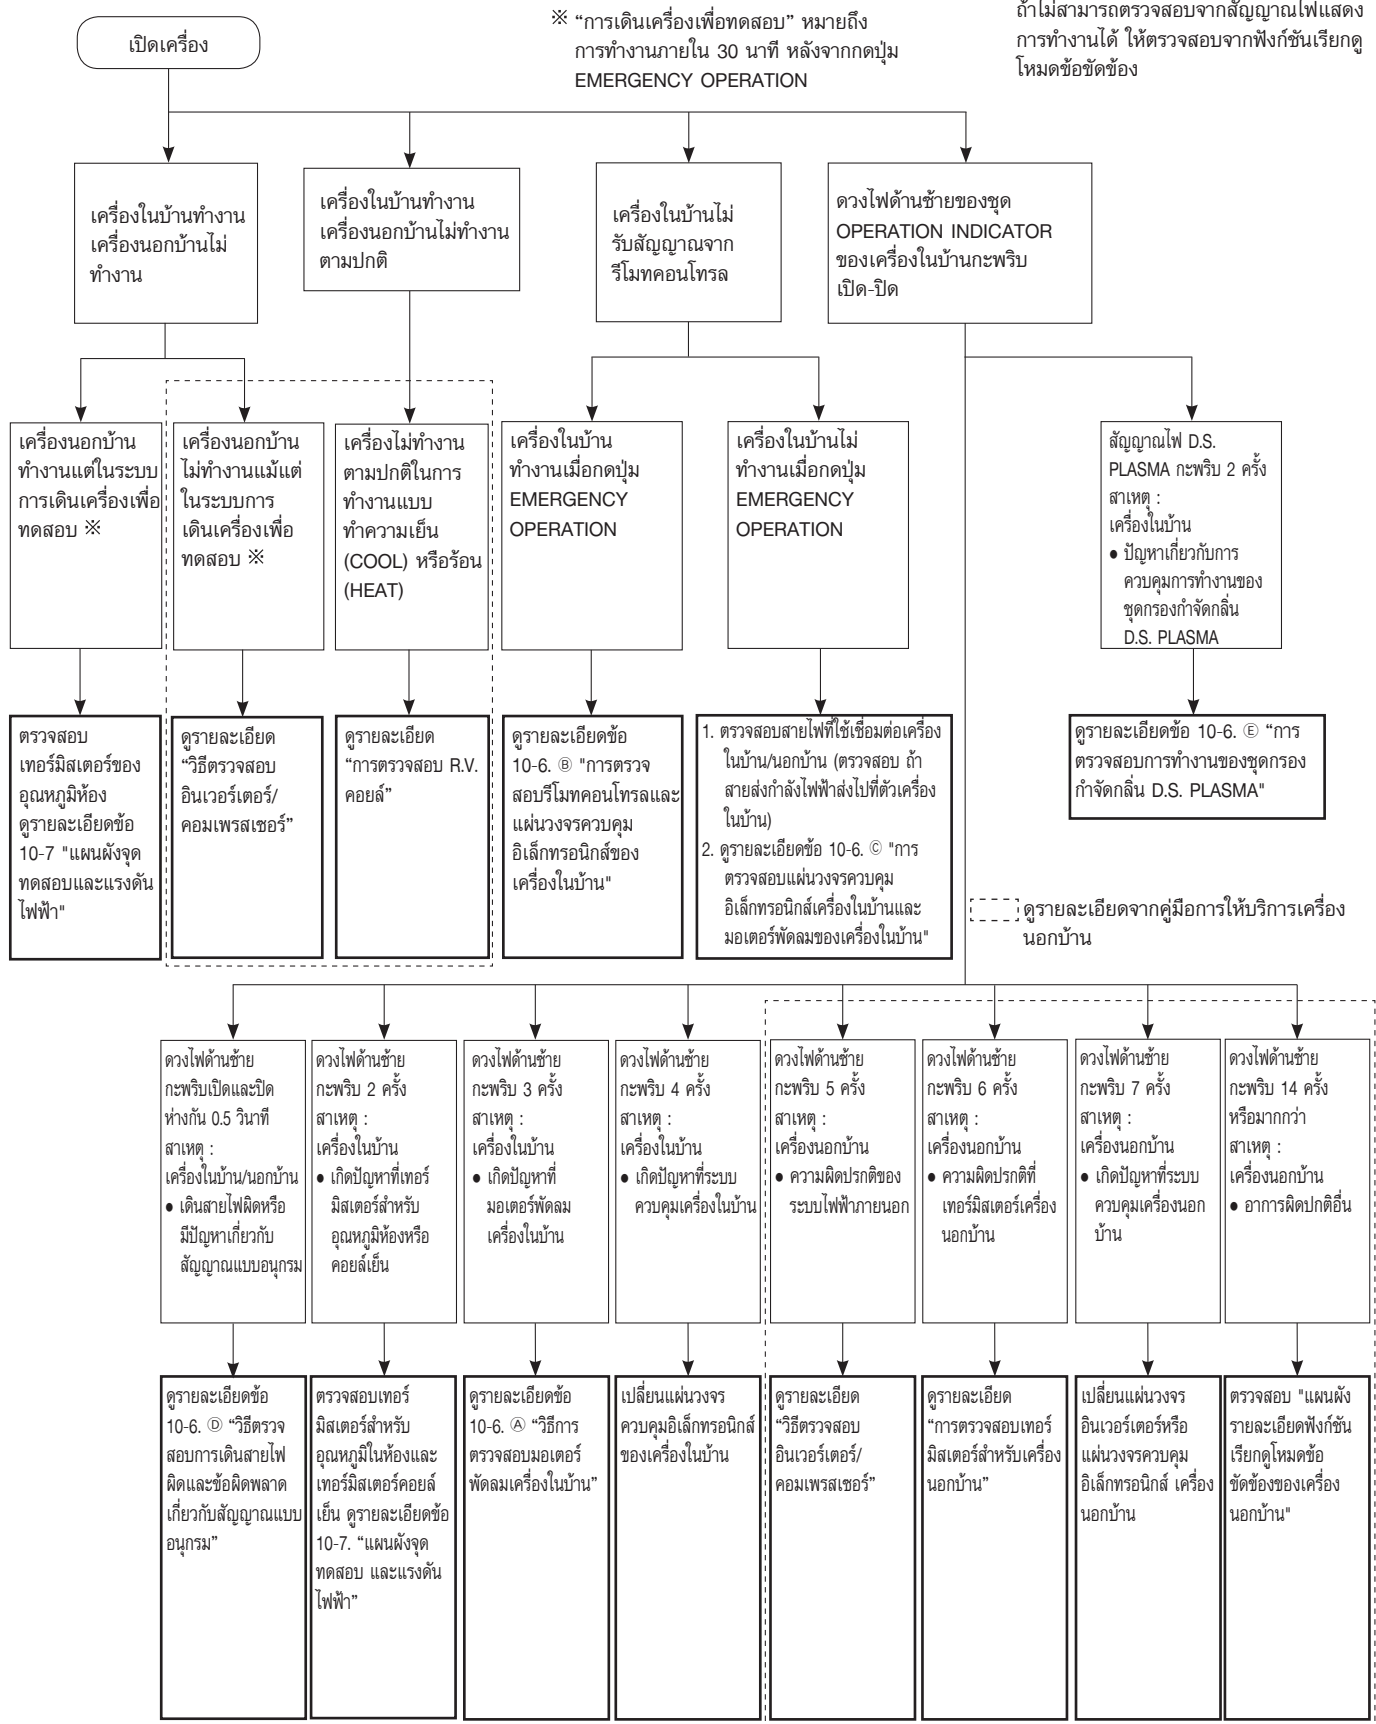 เปิดเครื่อง
※ “การเดินเครื่องเพื่อทดสอบ” หมายถึง
การทำงานภายใน 30 นาที หลังจากกดปุ่ม
EMERGENCY OPERATION
ถ้าไม่สามารถตรวจสอบจากสัญญาณไฟแสดง
การทำงานได้ ให้ตรวจสอบจากฟังก์ชันเรียกดู
โหมดข้อขัดข้อง
เครื่องในบ้านทำงาน
เครื่องนอกบ้านไม่
ทำงาน
เครื่องในบ้านทำงาน
เครื่องนอกบ้านไม่ทำงาน
ตามปกติ
เครื่องในบ้านไม่
รับสัญญาณจาก
รีโมทคอนโทรล
ดวงไฟด้านซ้ายของชุด
OPERATION INDICATOR
ของเครื่องในบ้านกะพริบ
เปิด-ปิด
เครื่องนอกบ้าน
ทำงานแต่ในระบบ
การเดินเครื่องเพื่อ
ทดสอบ ※
เครื่องนอกบ้าน
ไม่ทำงานแม้แต่
ในระบบการ
เดินเครื่องเพื่อ
ทดสอบ ※
เครื่องไม่ทำงาน
ตามปกติในการ
ทำงานแบบ
ทำความเย็น
(COOL) หรือร้อน
(HEAT)
เครื่องในบ้าน
ทำงานเมื่อกดปุ่ม
EMERGENCY
OPERATION
เครื่องในบ้านไม่
ทำงานเมื่อกดปุ่ม
EMERGENCY
OPERATION
สัญญาณไฟ D.S.
PLASMA กะพริบ 2 ครั้ง
สาเหตุ :
เครื่องในบ้าน
● ปัญหาเกี่ยวกับการ
ควบคุมการทำงานของ
ชุดกรองกำจัดกลิ่น
D.S. PLASMA
ตรวจสอบ
เทอร์มิสเตอร์ของ
อุณหภูมิห้อง
ดูรายละเอียดข้อ
10-7 "แผนผังจุด
ทดสอบและแรงดัน
ไฟฟ้า"
ดูรายละเอียด
“วิธีตรวจสอบ
อินเวอร์เตอร์/
คอมเพรสเซอร์”
ดูรายละเอียด
“การตรวจสอบ R.V.
คอยล์”
ดูรายละเอียดข้อ
10-6. Ⓑ "การตรวจ
สอบรีโมทคอนโทรลและ
แผ่นวงจรควบคุม
อิเล็กทรอนิกส์ของ
เครื่องในบ้าน"
1. ตรวจสอบสายไฟที่ใช้เชื่อมต่อเครื่อง
ในบ้าน/นอกบ้าน (ตรวจสอบ ถ้า
สายส่งกำลังไฟฟ้าส่งไปที่ตัวเครื่อง
ในบ้าน)
2. ดูรายละเอียดข้อ 10-6. Ⓒ "การ
ตรวจสอบแผ่นวงจรควบคุม
อิเล็กทรอนิกส์เครื่องในบ้านและ
มอเตอร์พัดลมของเครื่องในบ้าน"
ดูรายละเอียดข้อ 10-6. Ⓔ “การ
ตรวจสอบการทำงานของชุดกรอง
กำจัดกลิ่น D.S. PLASMA"
ดูรายละเอียดจากคู่มือการให้บริการเครื่อง
นอกบ้าน
ดวงไฟด้านซ้าย
กะพริบเปิดและปิด
ห่างกัน 0.5 วินาที
สาเหตุ :
เครื่องในบ้าน/นอกบ้าน
● เดินสายไฟผิดหรือ
มีปัญหาเกี่ยวกับ
สัญญาณแบบอนุกรม
ดวงไฟด้านซ้าย
กะพริบ 2 ครั้ง
สาเหตุ :
เครื่องในบ้าน
● เกิดปัญหาที่เทอร์
มิสเตอร์สำหรับ
อุณหภูมิห้องหรือ
คอยล์เย็น
ดวงไฟด้านซ้าย
กะพริบ 3 ครั้ง
สาเหตุ :
เครื่องในบ้าน
● เกิดปัญหาที่
มอเตอร์พัดลม
เครื่องในบ้าน
ดวงไฟด้านซ้าย
กะพริบ 4 ครั้ง
สาเหตุ :
เครื่องในบ้าน
● เกิดปัญหาที่ระบบ
ควบคุมเครื่องในบ้าน
ดวงไฟด้านซ้าย
กะพริบ 5 ครั้ง
สาเหตุ :
เครื่องนอกบ้าน
● ความผิดปรกติของ
ระบบไฟฟ้าภายนอก
ดวงไฟด้านซ้าย
กะพริบ 6 ครั้ง
สาเหตุ :
เครื่องนอกบ้าน
● ความผิดปรกติที่
เทอร์มิสเตอร์เครื่อง
นอกบ้าน
ดวงไฟด้านซ้าย
กะพริบ 7 ครั้ง
สาเหตุ :
เครื่องนอกบ้าน
● เกิดปัญหาที่ระบบ
ควบคุมเครื่องนอก
บ้าน
ดวงไฟด้านซ้าย
กะพริบ 14 ครั้ง
หรือมากกว่า
สาเหตุ :
เครื่องนอกบ้าน
● อาการผิดปกติอื่น
ดูรายละเอียดข้อ
10-6. Ⓓ “วิธีตรวจ
สอบการเดินสายไฟ
ผิดและข้อผิดพลาด
เกี่ยวกับสัญญาณแบบ
อนุกรม”
ตรวจสอบเทอร์
มิสเตอร์สำหรับ
อุณหภูมิในห้องและ
เทอร์มิสเตอร์คอยล์
เย็น ดูรายละเอียดข้อ
10-7. “แผนผังจุด
ทดสอบ และแรงดัน
ไฟฟ้า”
ดูรายละเอียดข้อ
10-6. Ⓐ “วิธีการ
ตรวจสอบมอเตอร์
พัดลมเครื่องในบ้าน”
เปลี่ยนแผ่นวงจร
ควบคุมอิเล็กทรอนิกส์
ของเครื่องในบ้าน
ดูรายละเอียด
“วิธีตรวจสอบ
อินเวอร์เตอร์/
คอมเพรสเซอร์”
ดูรายละเอียด
“การตรวจสอบเทอร์
มิสเตอร์สำหรับเครื่อง
นอกบ้าน”
เปลี่ยนแผ่นวงจร
อินเวอร์เตอร์หรือ
แผ่นวงจรควบคุม
อิเล็กทรอนิกส์ เครื่อง
นอกบ้าน
ตรวจสอบ "แผนผัง
รายละเอียดฟังก์ชัน
เรียกดูโหมดข้อ
ขัดข้องของเครื่อง
นอกบ้าน"